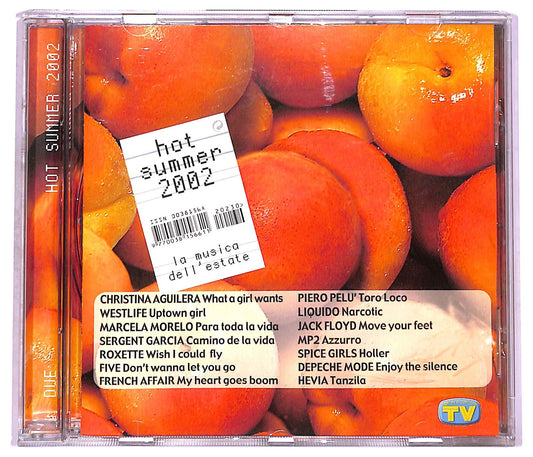 HOT SUMMER 2002
DUE
hot
summer
2002
ISSN 00381564
20230>
9770038156615
la musica
dell'estate
CHRISTINA AGUILERA What a girl wants
WESTLIFE Uptown girl
MARCELA MORELO Para toda la vida
SERGENT GARCIA Camino de la vida
ROXETTE Wish I could fly
FIVE Don't wanna let you go
FRENCH AFFAIR My heart goes boom
PIERO PELU' Toro Loco
LIQUIDO Narcotic
JACK FLOYD Move your feet
MP2 Azzurro
SPICE GIRLS Holler
DEPECHE MODE Enjoy the silence
HEVIA Tanzila
TV